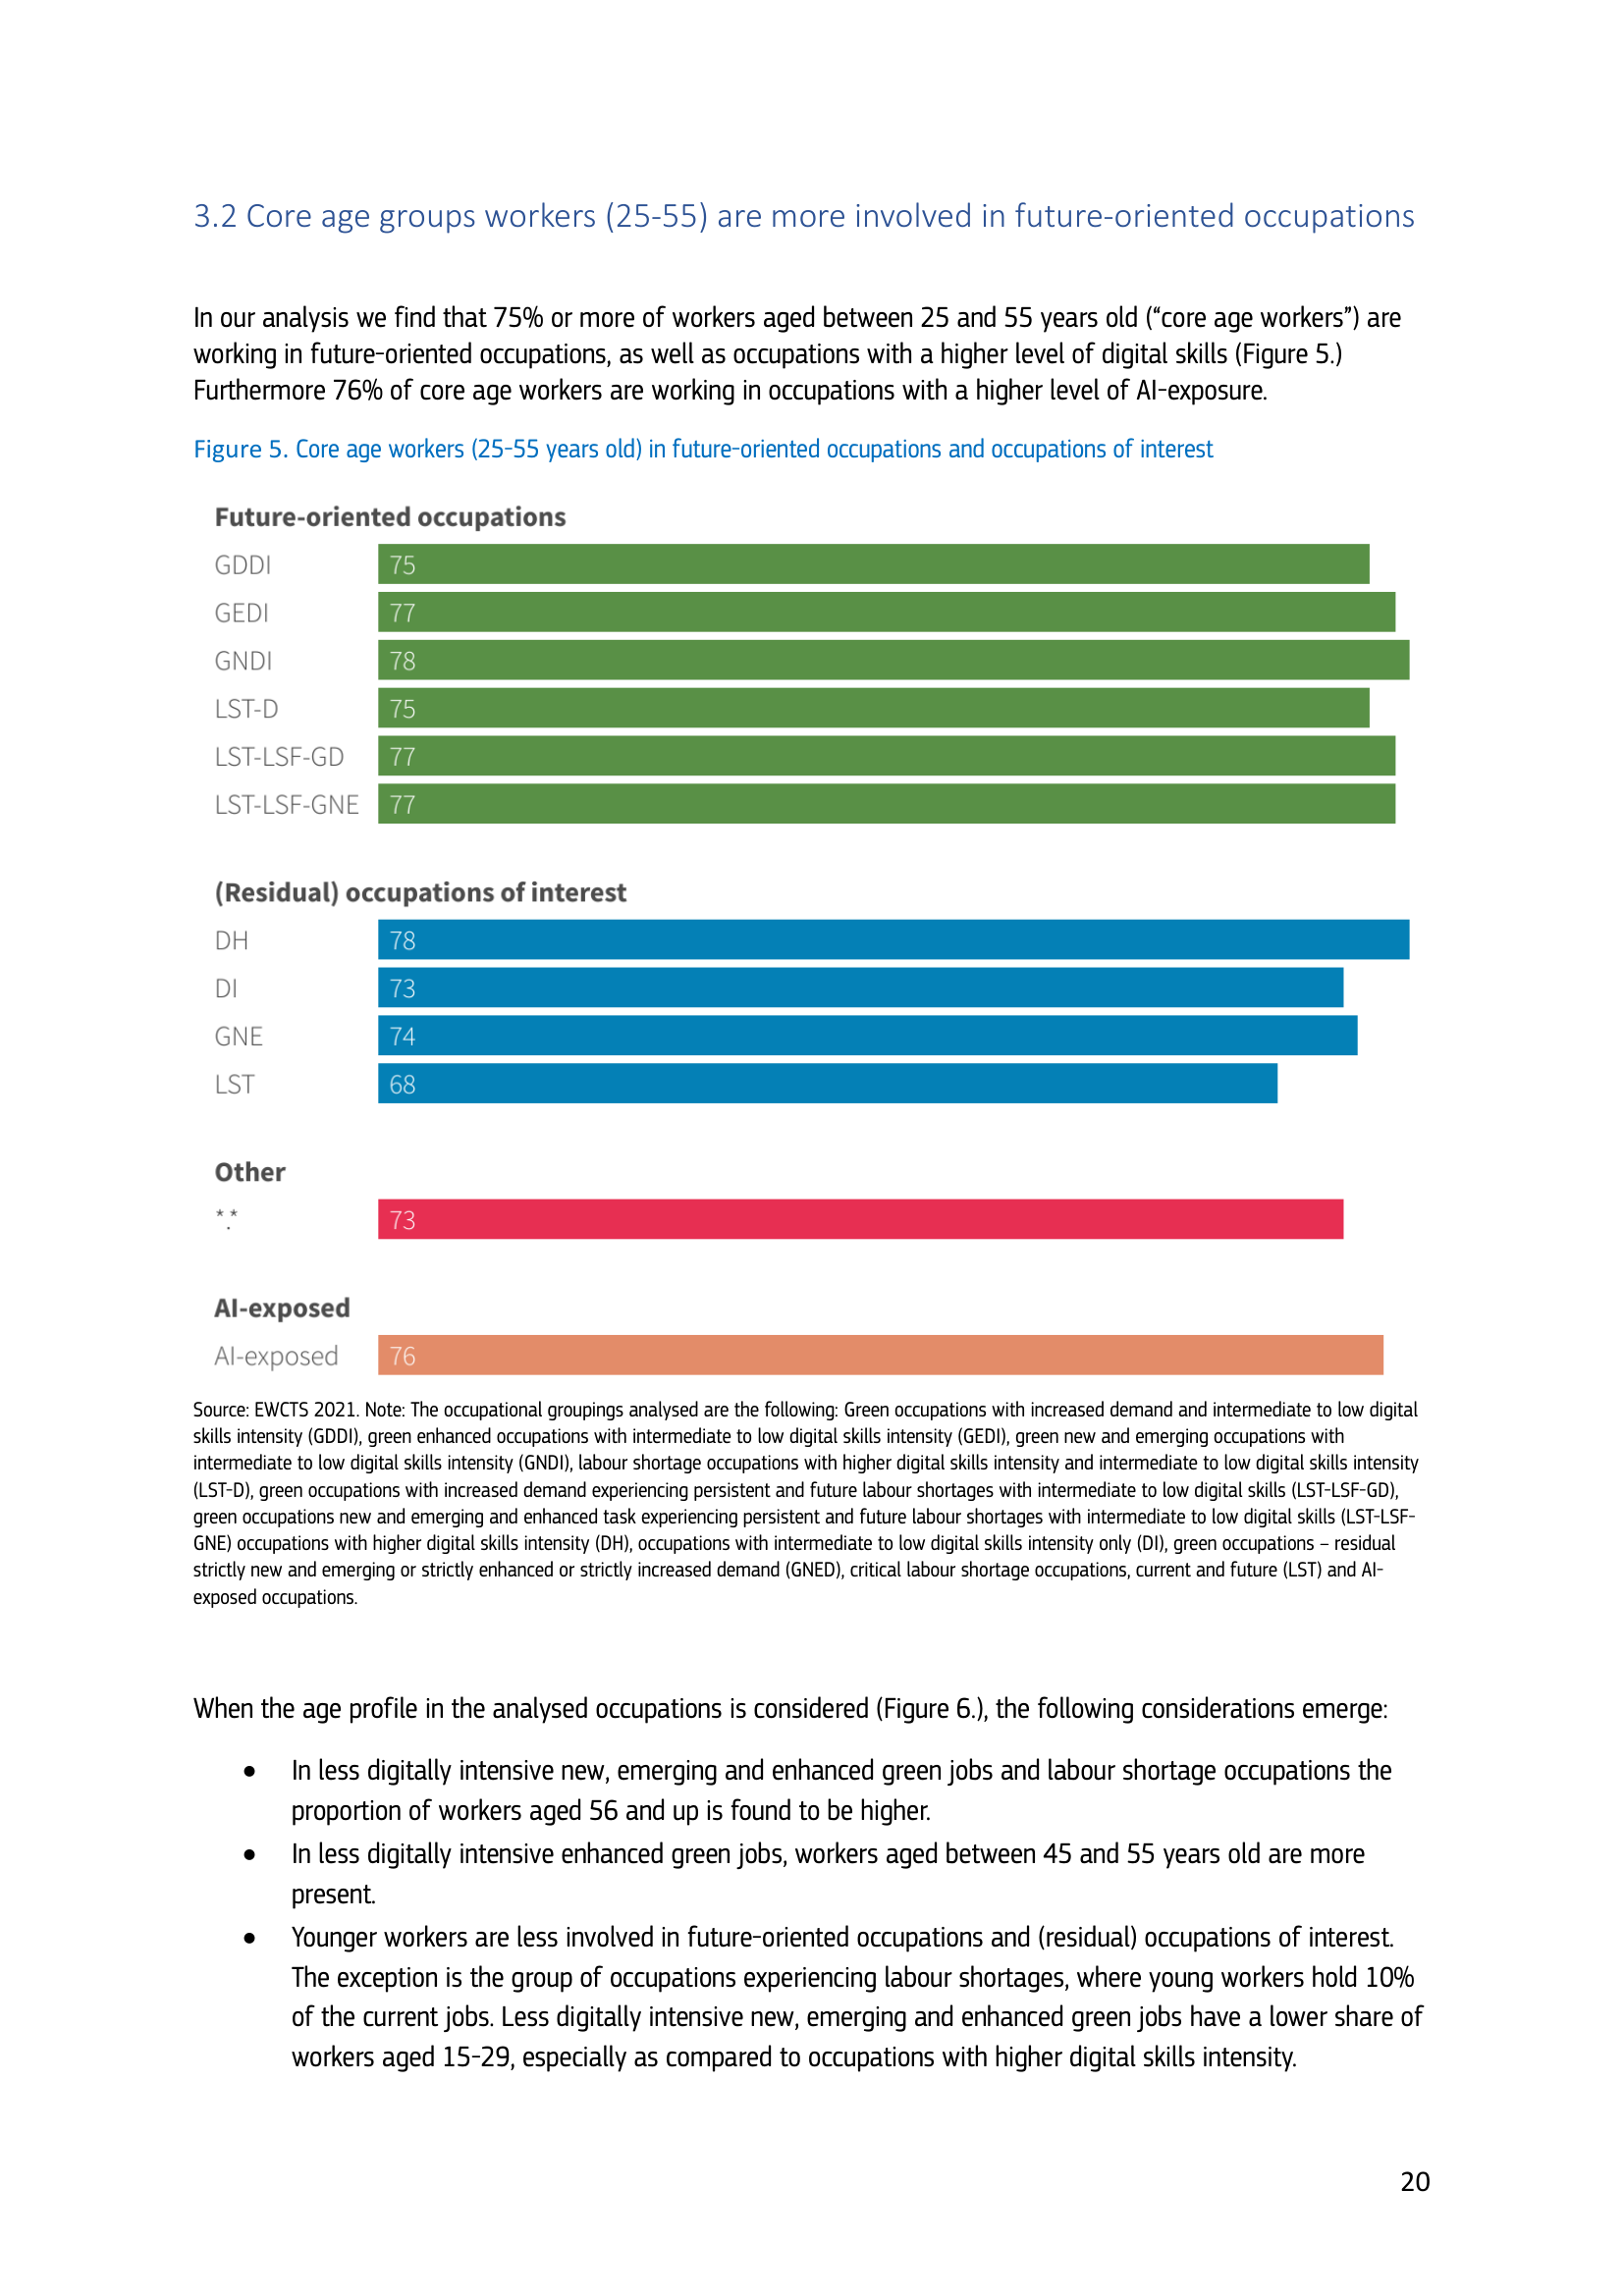 3.2 Core age groups workers (25-55) are more involved in future-oriented occupations
In our analysis we find that 75% or more of workers aged between 25 and 55 years old (“core age workers”) are
working in future-oriented occupations, as well as occupations with a higher level of digital skills (Figure 5.)
Furthermore 76% of core age workers are working in occupations with a higher level of AI-exposure.
Figure 5. Core age workers (25-55 years old) in future-oriented occupations and occupations of interest
Future-oriented occupations
GDDI 75
GEDI 77
GNDI 78
LST-D 75
LST-LSF-GD 77
LST-LSF-GNE 77
(Residual) occupations of interest
DH 78
DI 73
GNE 74
LST 68
Other
*.* 73
AI-exposed
AI-exposed 76
Source: EWCTS 2021. Note: The occupational groupings analysed are the following: Green occupations with increased demand and intermediate to low digital
skills intensity (GDDI), green enhanced occupations with intermediate to low digital skills intensity (GEDI), green new and emerging occupations with
intermediate to low digital skills intensity (GNDI), labour shortage occupations with higher digital skills intensity and intermediate to low digital skills intensity
(LST-D), green occupations with increased demand experiencing persistent and future labour shortages with intermediate to low digital skills (LST-LSF-GD),
green occupations new and emerging and enhanced task experiencing persistent and future labour shortages with intermediate to low digital skills (LST-LSF-
GNE) occupations with higher digital skills intensity (DH), occupations with intermediate to low digital skills intensity only (DI), green occupations – residual
strictly new and emerging or strictly enhanced or strictly increased demand (GNED), critical labour shortage occupations, current and future (LST) and AI-
exposed occupations.
When the age profile in the analysed occupations is considered (Figure 6.), the following considerations emerge:
• In less digitally intensive new, emerging and enhanced green jobs and labour shortage occupations the
proportion of workers aged 56 and up is found to be higher.
• In less digitally intensive enhanced green jobs, workers aged between 45 and 55 years old are more
present.
• Younger workers are less involved in future-oriented occupations and (residual) occupations of interest.
The exception is the group of occupations experiencing labour shortages, where young workers hold 10%
of the current jobs. Less digitally intensive new, emerging and enhanced green jobs have a lower share of
workers aged 15-29, especially as compared to occupations with higher digital skills intensity.
20